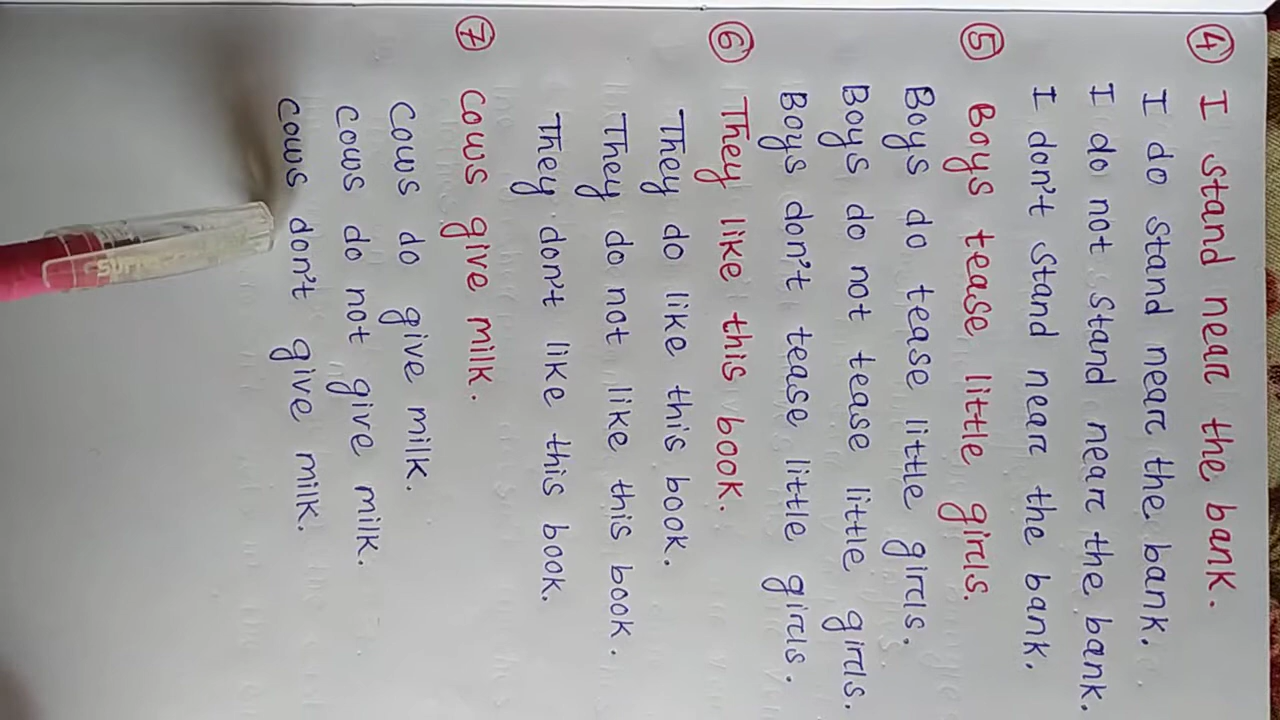 ④ I stand near the bank.
I do stand near the bank.
I do not stand near the bank.
I don't stand near the bank.
⑤ Boys tease little girls.
Boys do tease little girls.
Boys do not tease little girls.
Boys don't tease little girls.
⑥ They like this book.
They do like this book.
They do not like this book.
They don't like this book.
⑦ Cows give milk.
Cows do give milk.
Cows do not give milk.
Cows don't give milk.